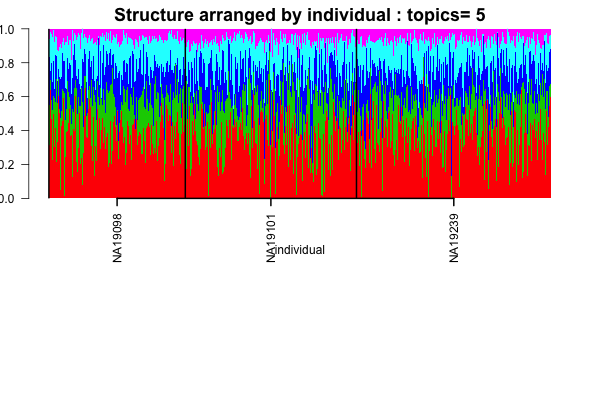 Structure arranged by individual : topics= 5
1.0
0.8
0.6
0.4
0.2
0.0
NA19098
NA19101
NA19239
individual